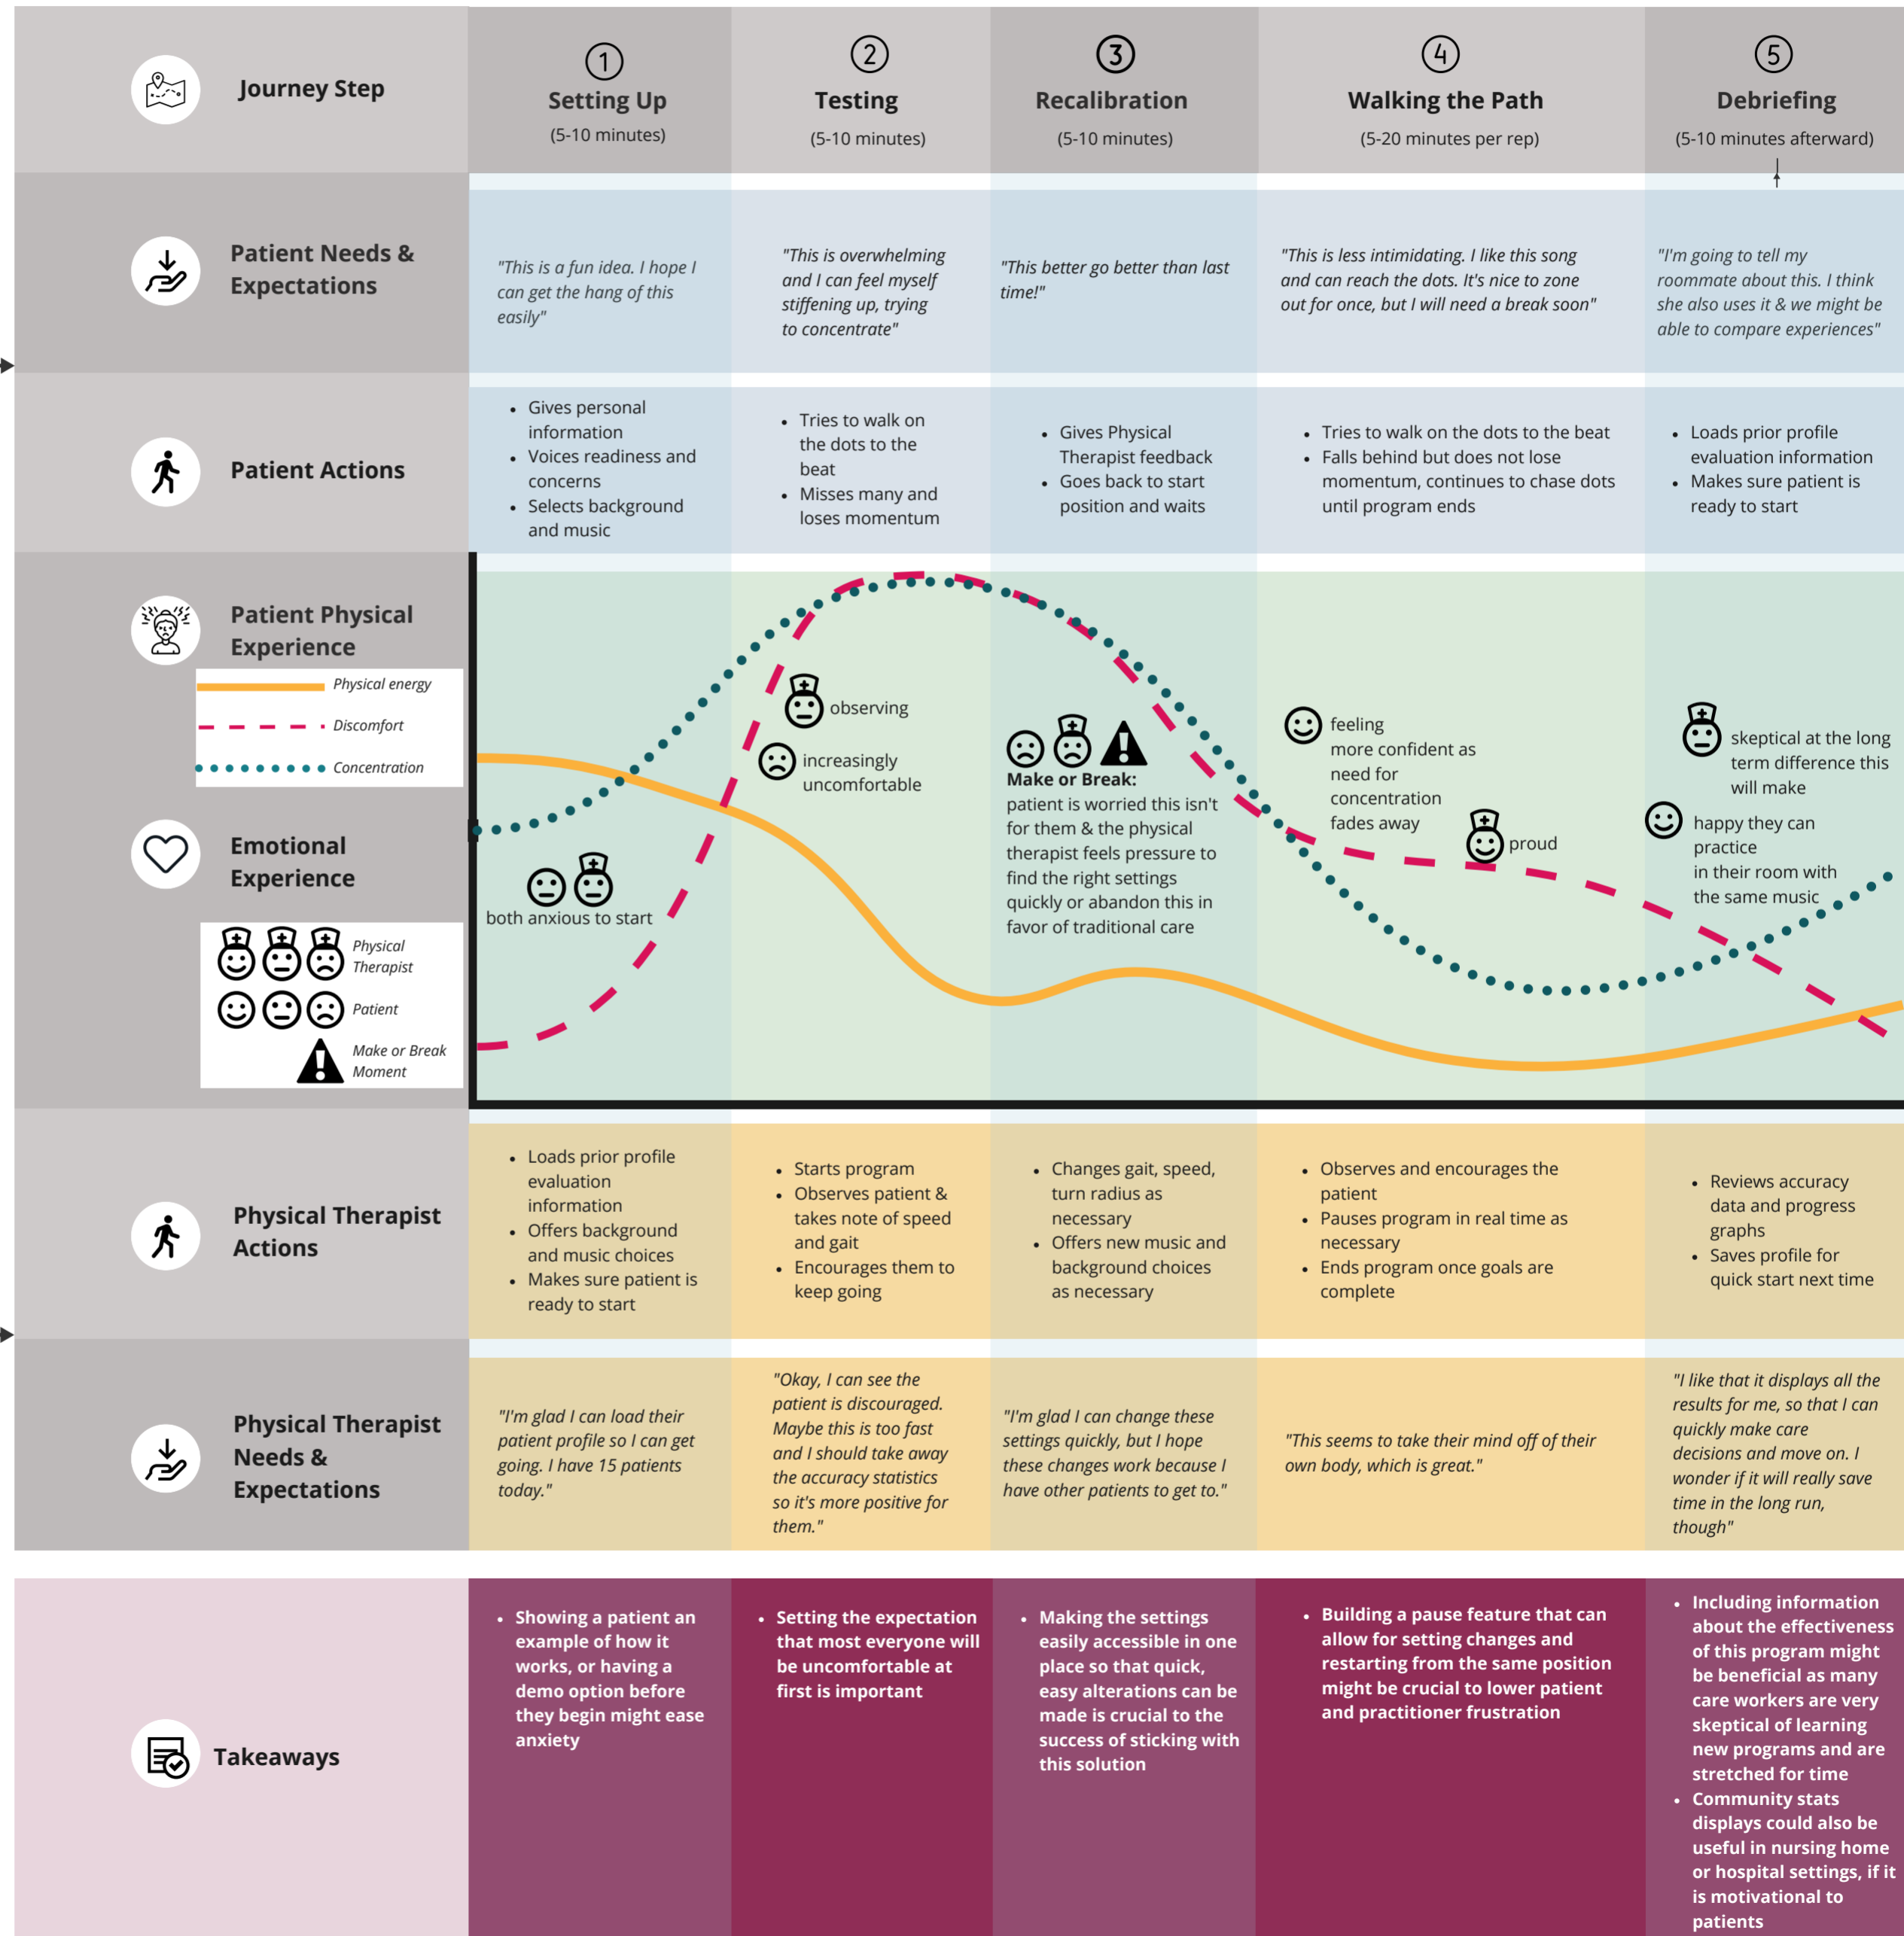 Journey Step
1
Setting Up
(5-10 minutes)
2
Testing
(5-10 minutes)
3
Recalibration
(5-10 minutes)
4
Walking the Path
(5-20 minutes per rep)
5
Debriefing
(5-10 minutes afterward)
Patient Needs &
Expectations
"This is a fun idea. I hope I
can get the hang of this
easily"
"This is overwhelming
and I can feel myself
stiffening up, trying
to concentrate"
"This better go better than last
time!"
"This is less intimidating. I like this song
and can reach the dots. It's nice to zone
out for once, but I will need a break soon"
"I'm going to tell my
roommate about this. I think
she also uses it & we might be
able to compare experiences"
Patient Actions
• Gives personal
information
• Voices readiness and
concerns
• Selects background
and music
• Tries to walk on
the dots to the
beat
• Misses many and
loses momentum
• Gives Physical
Therapist feedback
• Goes back to start
position and waits
• Tries to walk on the dots to the beat
• Falls behind but does not lose
momentum, continues to chase dots
until program ends
• Loads prior profile
evaluation information
• Makes sure patient is
ready to start
Patient Physical
Experience
Physical energy
Discomfort
Concentration
Emotional
Experience
Physical
Therapist
Patient
Make or Break
Moment
both anxious to start
observing
increasingly
uncomfortable
Make or Break:
patient is worried this isn't
for them & the physical
therapist feels pressure to
find the right settings
quickly or abandon this in
favor of traditional care
feeling
more confident as
need for
concentration
fades away
proud
skeptical at the long
term difference this
will make
happy they can
practice
in their room with
the same music
Physical Therapist
Actions
• Loads prior profile
evaluation
information
• Offers background
and music choices
• Makes sure patient is
ready to start
• Starts program
• Observes patient &
takes note of speed
and gait
• Encourages them to
keep going
• Changes gait, speed,
turn radius as
necessary
• Offers new music and
background choices
as necessary
• Observes and encourages the
patient
• Pauses program in real time as
necessary
• Ends program once goals are
complete
• Reviews accuracy
data and progress
graphs
• Saves profile for
quick start next time
Physical Therapist
Needs &
Expectations
"I'm glad I can load their
patient profile so I can get
going. I have 15 patients
today."
"Okay, I can see the
patient is discouraged.
Maybe this is too fast
and I should take away
the accuracy statistics
so it's more positive for
them."
"I'm glad I can change these
settings quickly, but I hope
these changes work because I
have other patients to get to."
"This seems to take their mind off of their
own body, which is great."
"I like that it displays all the
results for me, so that I can
quickly make care
decisions and move on. I
wonder if it will really save
time in the long run,
though"
Takeaways
• Showing a patient an
example of how it
works, or having a
demo option before
they begin might ease
anxiety
• Setting the expectation
that most everyone will
be uncomfortable at
first is important
• Making the settings
easily accessible in one
place so that quick,
easy alterations can be
made is crucial to the
success of sticking with
this solution
• Building a pause feature that can
allow for setting changes and
restarting from the same position
might be crucial to lower patient
and practitioner frustration
• Including information
about the effectiveness
of this program might
be beneficial as many
care workers are very
skeptical of learning
new programs and are
stretched for time
• Community stats
displays could also be
useful in nursing home
or hospital settings, if it
is motivational to
patients